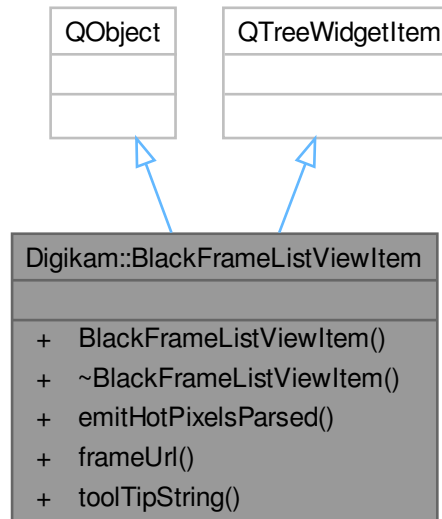 QObject
QTreeWidgetItem
Digikam::BlackFrameListViewItem
+ BlackFrameListViewItem()
+ ~BlackFrameListViewItem()
+ emitHotPixelsParsed()
+ frameUrl()
+ toolTipString()